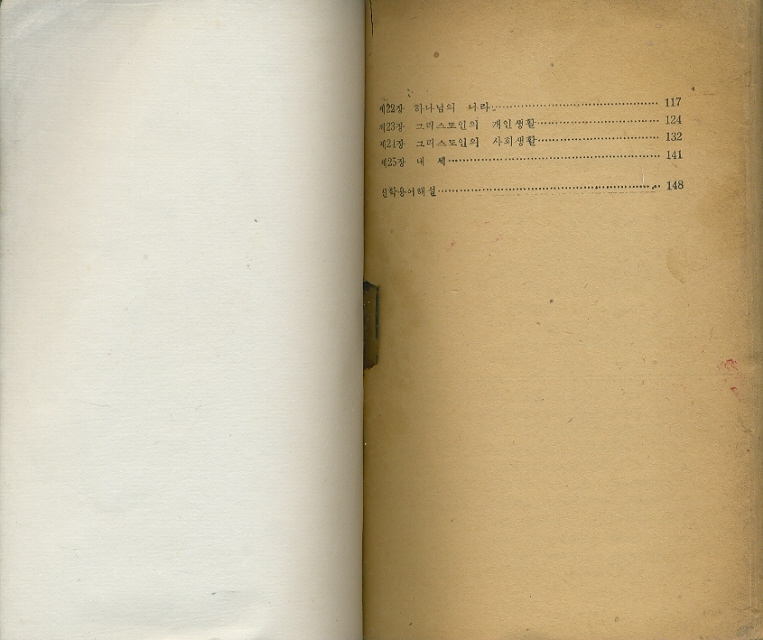 제22장 하나님의 나라 117
제23장 그리스도인의 개인생활 124
제24장 그리스도인의 사회생활 132
제25장 내 세 141
신학용어해설 148